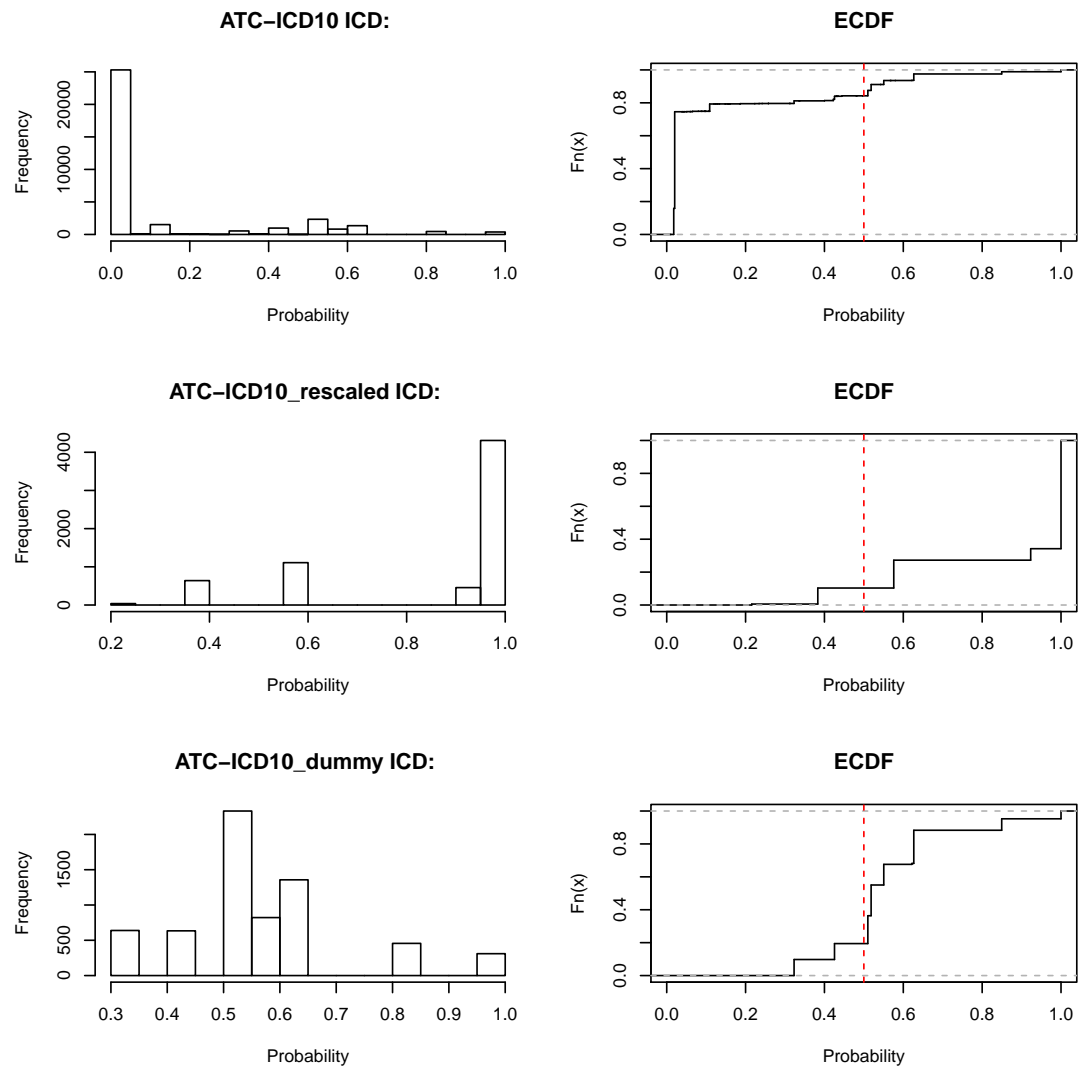 ATC−ICD10 ICD:
Frequency
0 10000 20000
0.0 0.2 0.4 0.6 0.8 1.0
Probability
ECDF
Fn(x)
0.0 0.4 0.8
0.0 0.2 0.4 0.6 0.8 1.0
Probability
ATC−ICD10_rescaled ICD:
Frequency
0 2000 4000
0.2 0.4 0.6 0.8 1.0
Probability
ECDF
Fn(x)
0.0 0.4 0.8
0.0 0.2 0.4 0.6 0.8 1.0
Probability
ATC−ICD10_dummy ICD:
Frequency
0 500 1500
0.3 0.4 0.5 0.6 0.7 0.8 0.9 1.0
Probability
ECDF
Fn(x)
0.0 0.4 0.8
0.0 0.2 0.4 0.6 0.8 1.0
Probability